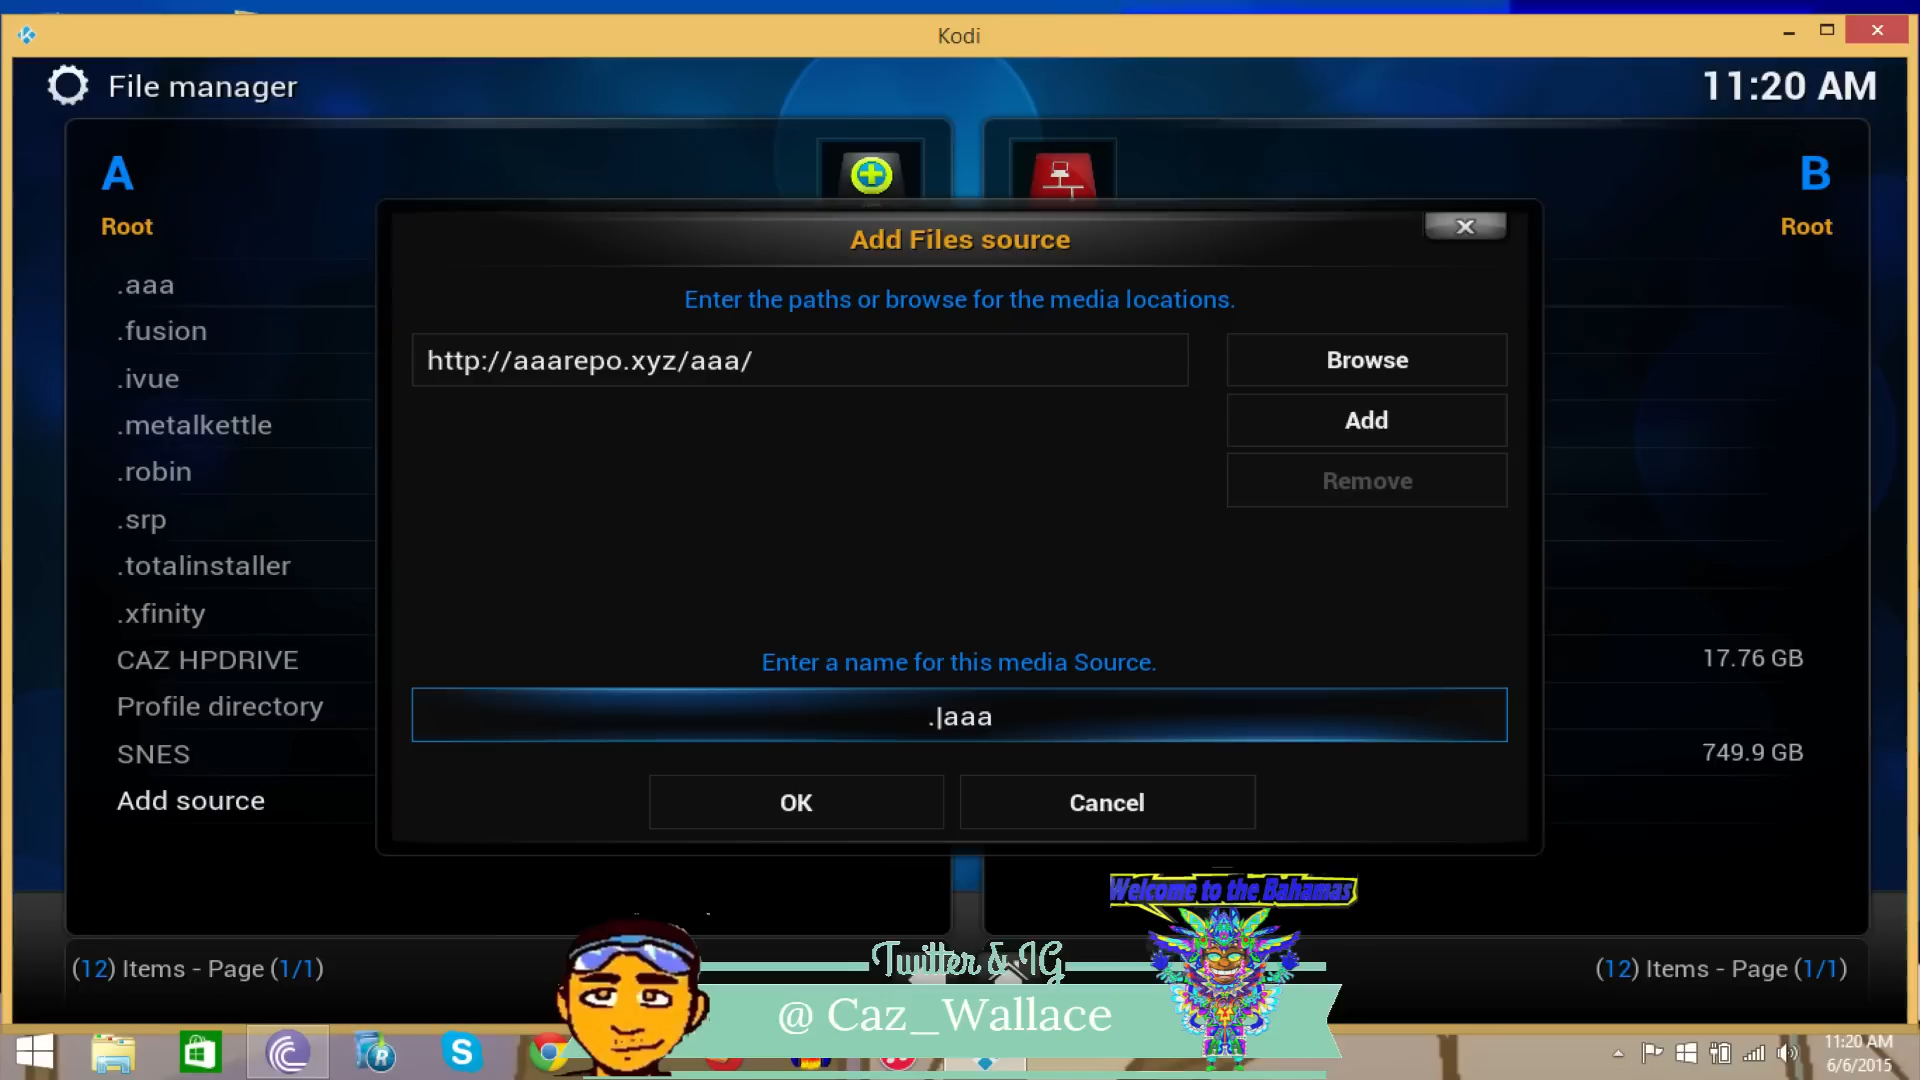 Kodi
File manager
11:20 AM
A
B
Root
Root
Add Files source
Enter the paths or browse for the media locations.
http://aaarepo.xyz/aaa/
Browse
Add
Remove
Enter a name for this media Source.
.|aaa
OK
Cancel
.aaa
.fusion
.ivue
.metalkettle
.robin
.srp
.totalinstaller
.xfinity
CAZ HPDRIVE
Profile directory
SNES
Add source
17.76 GB
749.9 GB
Welcome to the Bahamas
(12) Items - Page (1/1)
(12) Items - Page (1/1)
Twitter & IG
@ Caz_Wallace
11:20 AM
6/6/2015